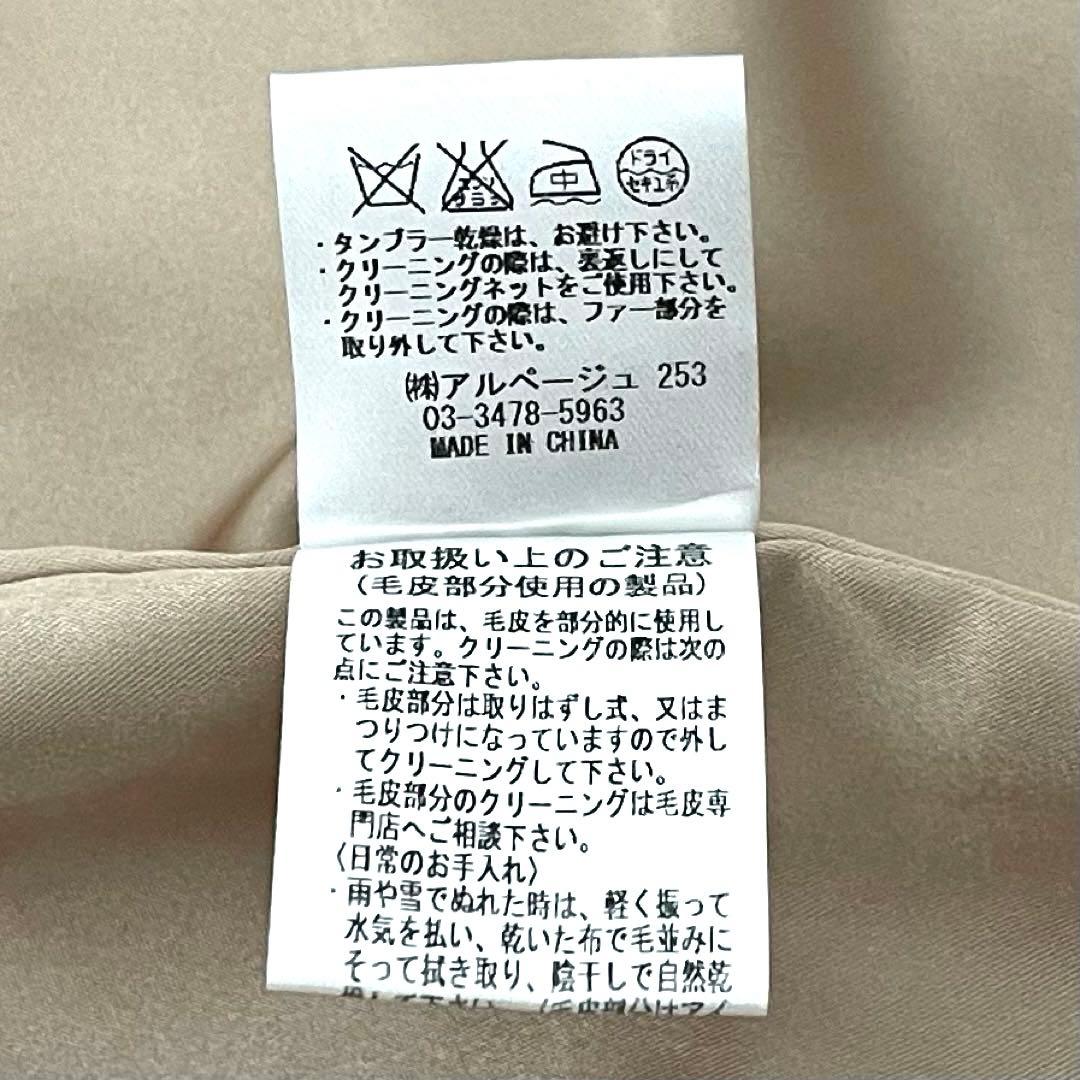 エンソ
サラシ
中
ドライ
セキユ系
・タンブラー乾燥は、お避け下さい。
・クリーニングの際は、裏返しにして
クリーニングネットをご使用下さい。
・クリーニングの際は、ファー部分を
取り外して下さい。
㈱アルページュ 253
03-3478-5963
MADE IN CHINA
お取扱い上のご注意
(毛皮部分使用の製品)
この製品は、毛皮を部分的に使用し
ています。クリーニングの際は次の
点にご注意下さい。
・毛皮部分は取りはずし式、又はま
つりつけになっていますので外し
てクリーニングして下さい。
・毛皮部分のクリーニングは毛皮専
門店へご相談下さい。
〈日常のお手入れ〉
・雨や雪でぬれた時は、軽く振って
水気を払い、乾いた布で毛並みに
そって拭き取り、陰干しで自然乾